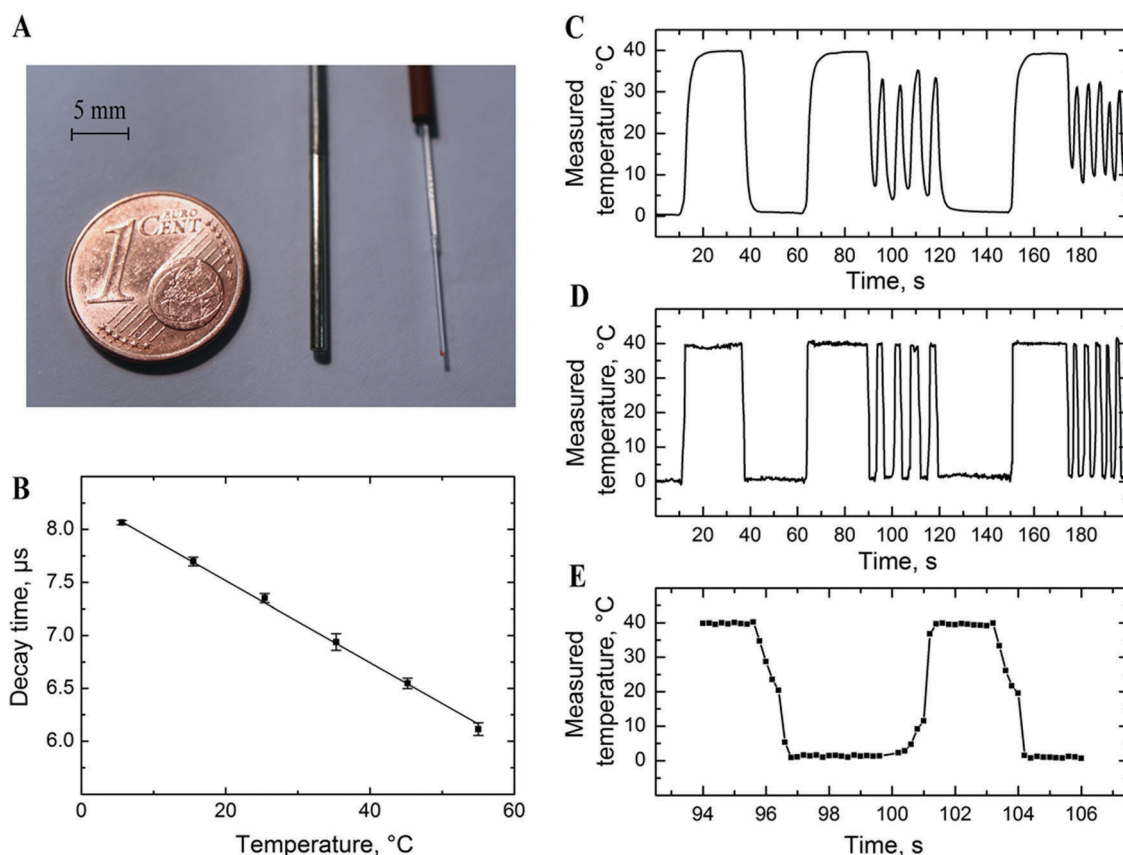 A
5 mm
1
EURO
CENT
B
8.0
7.5
7.0
6.5
6.0
Decay time, µs
0
20
40
60
Temperature, °C
C
Measured
temperature, °C
40
30
20
10
0
20 40 60 80 100 120 140 160 180
Time, s
D
Measured
temperature, °C
40
30
20
10
0
20 40 60 80 100 120 140 160 180
Time, s
E
Measured
temperature, °C
40
30
20
10
0
94 96 98 100 102 104 106
Time, s